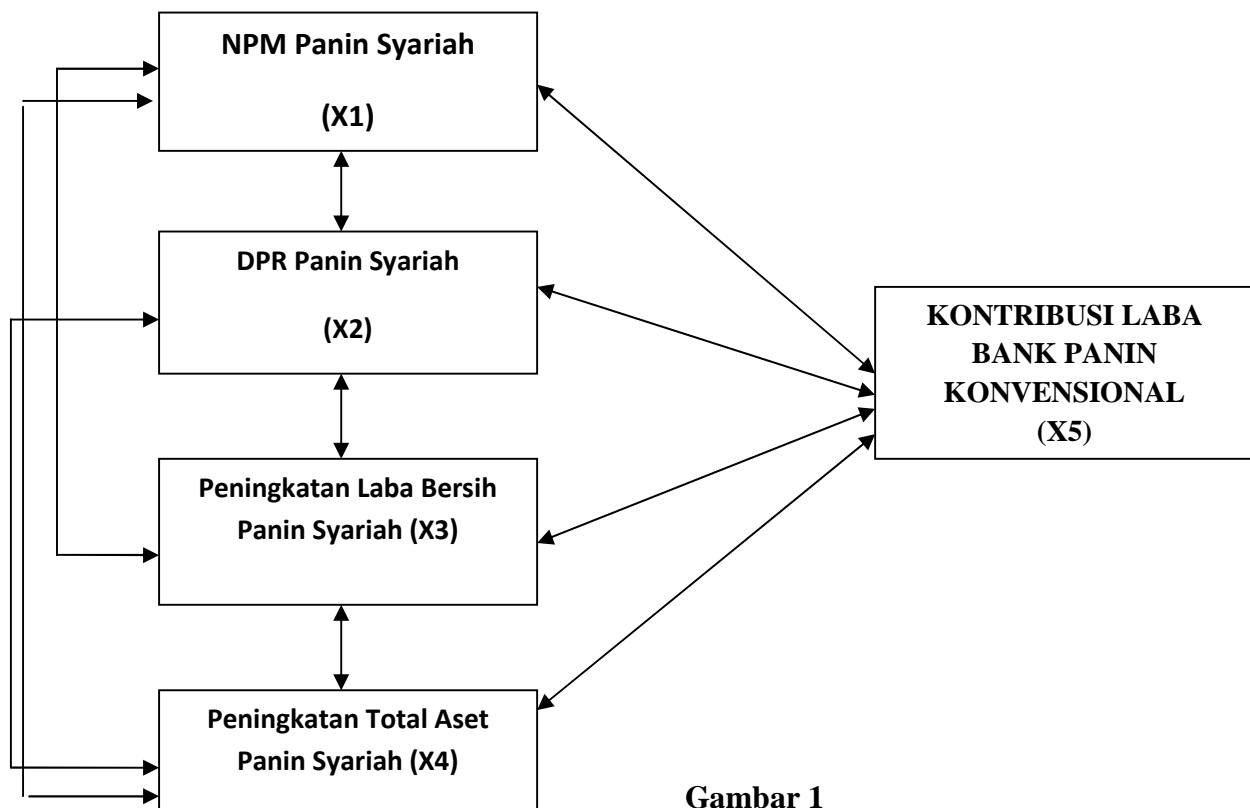 NPM Panin Syariah
(X1)
DPR Panin Syariah
(X2)
Peningkatan Laba Bersih
Panin Syariah (X3)
Peningkatan Total Aset
Panin Syariah (X4)
KONTRIBUSI LABA
BANK PANIN
KONVENSIONAL
(X5)
Gambar 1